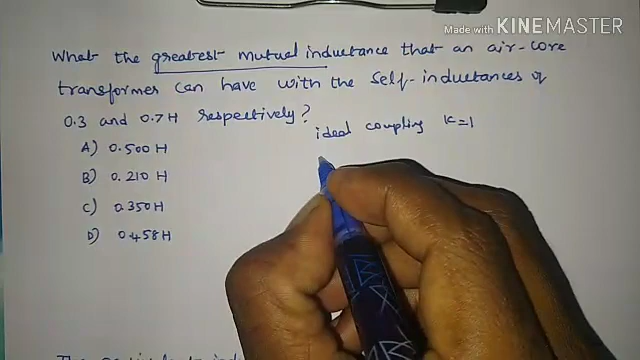 Made with KINEMASTER
What the greatest mutual inductance that an air-core
transformer can have with the self-inductances of
0.3 and 0.7H respectively?
ideal coupling K=1
A) 0.500 H
B) 0.210 H
C) 0.350 H
D) 0.458 H